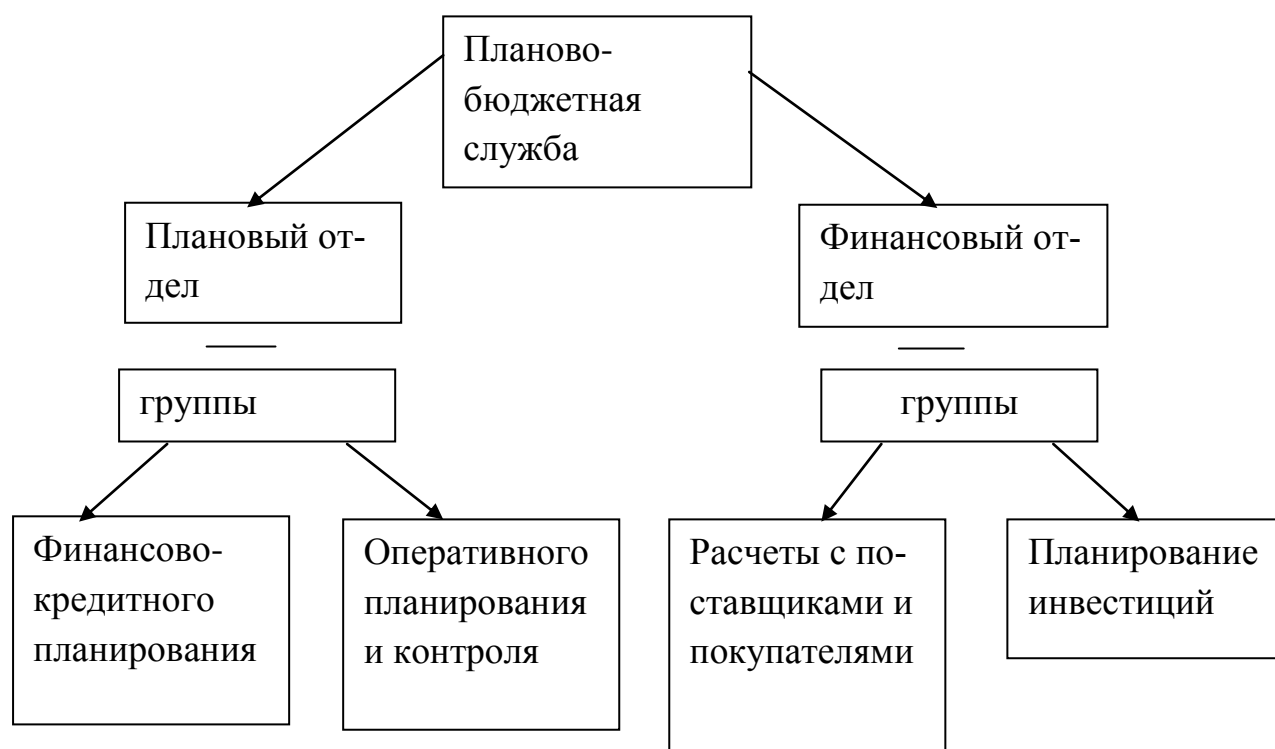 Планово-
бюджетная
служба
Плановый от-
дел
Финансовый от-
дел
группы
группы
Финансово-
кредитного
планирования
Оперативного
планирования
и контроля
Расчеты с по-
ставщиками и
покупателями
Планирование
инвестиций